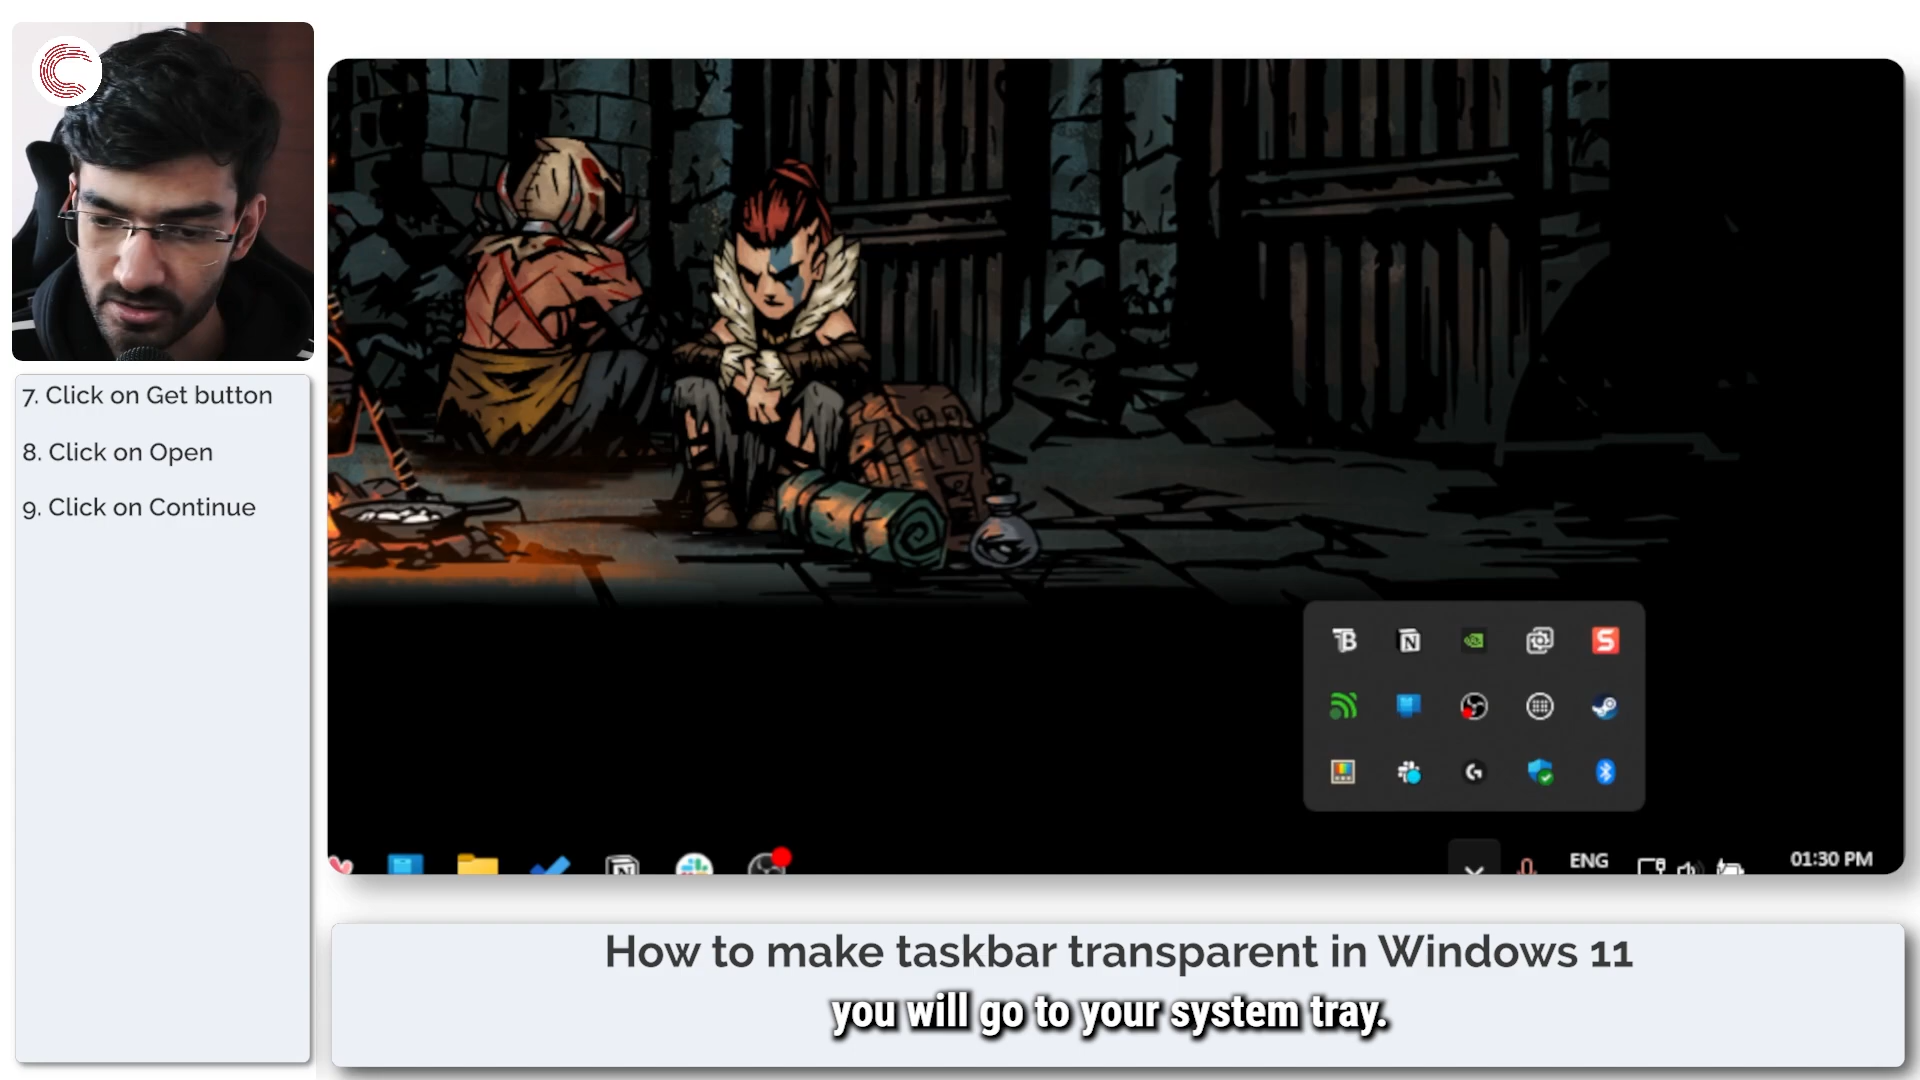 7. Click on Get button
8. Click on Open
9. Click on Continue
ENG
01:30 PM
How to make taskbar transparent in Windows 11
you will go to your system tray.